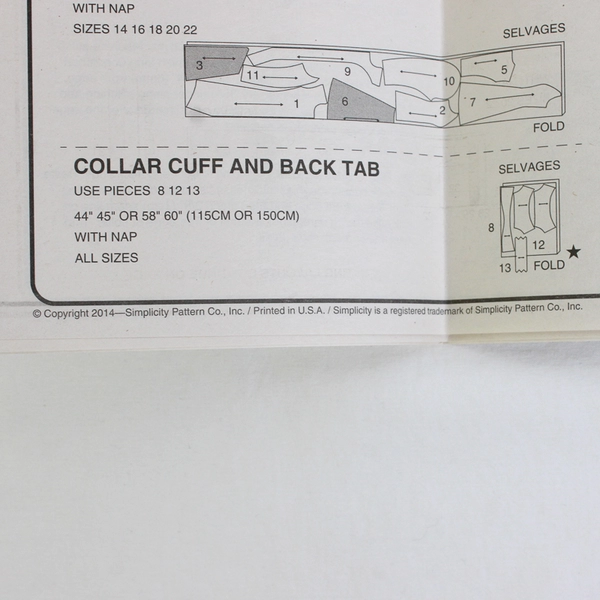 WITH NAP
SIZES 14 16 18 20 22
SELVAGES
3
11
9
10
5
1
6
2
7
FOLD
COLLAR CUFF AND BACK TAB
USE PIECES 8 12 13
44" 45" OR 58" 60" (115CM OR 150CM)
WITH NAP
ALL SIZES
SELVAGES
8
12
13
FOLD
© Copyright 2014—Simplicity Pattern Co., Inc. / Printed in U.S.A. / Simplicity is a registered trademark of Simplicity Pattern Co., Inc.